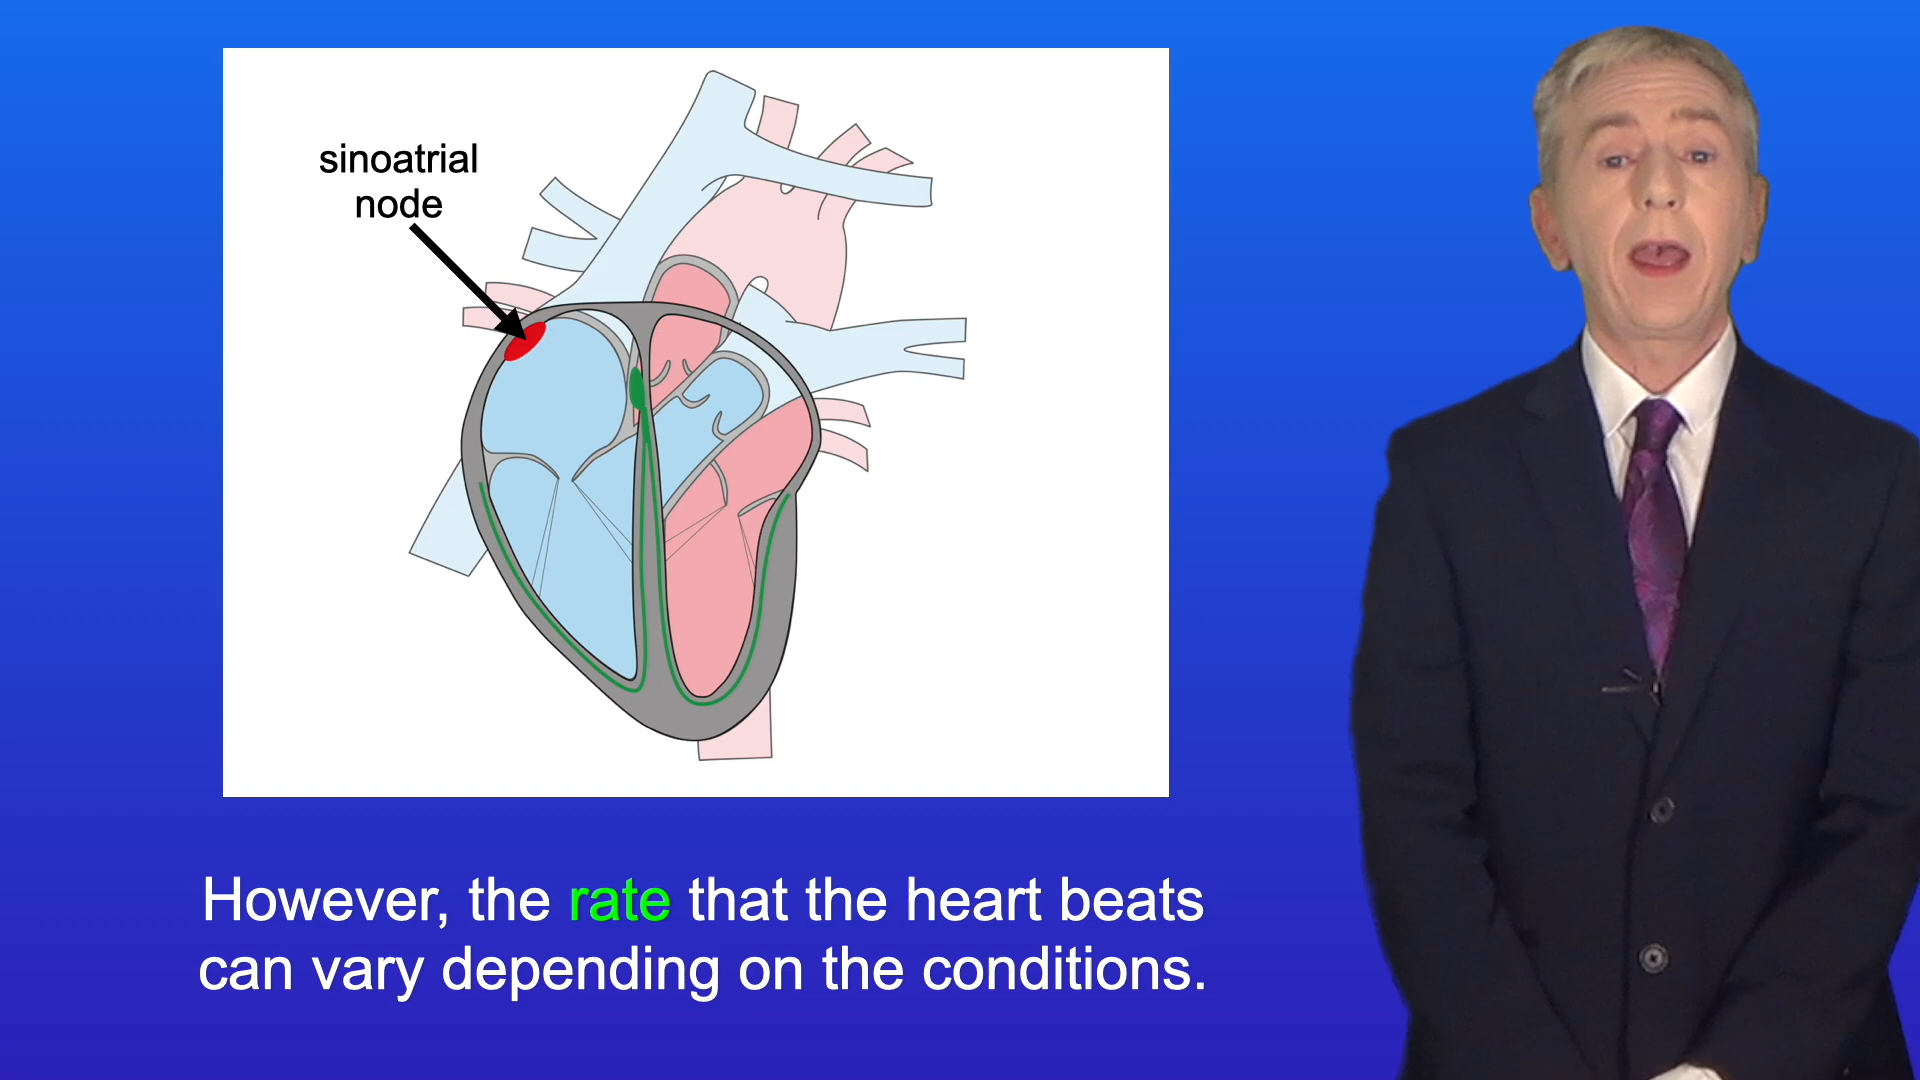 sinoatrial
node
However, the rate that the heart beats
can vary depending on the conditions.